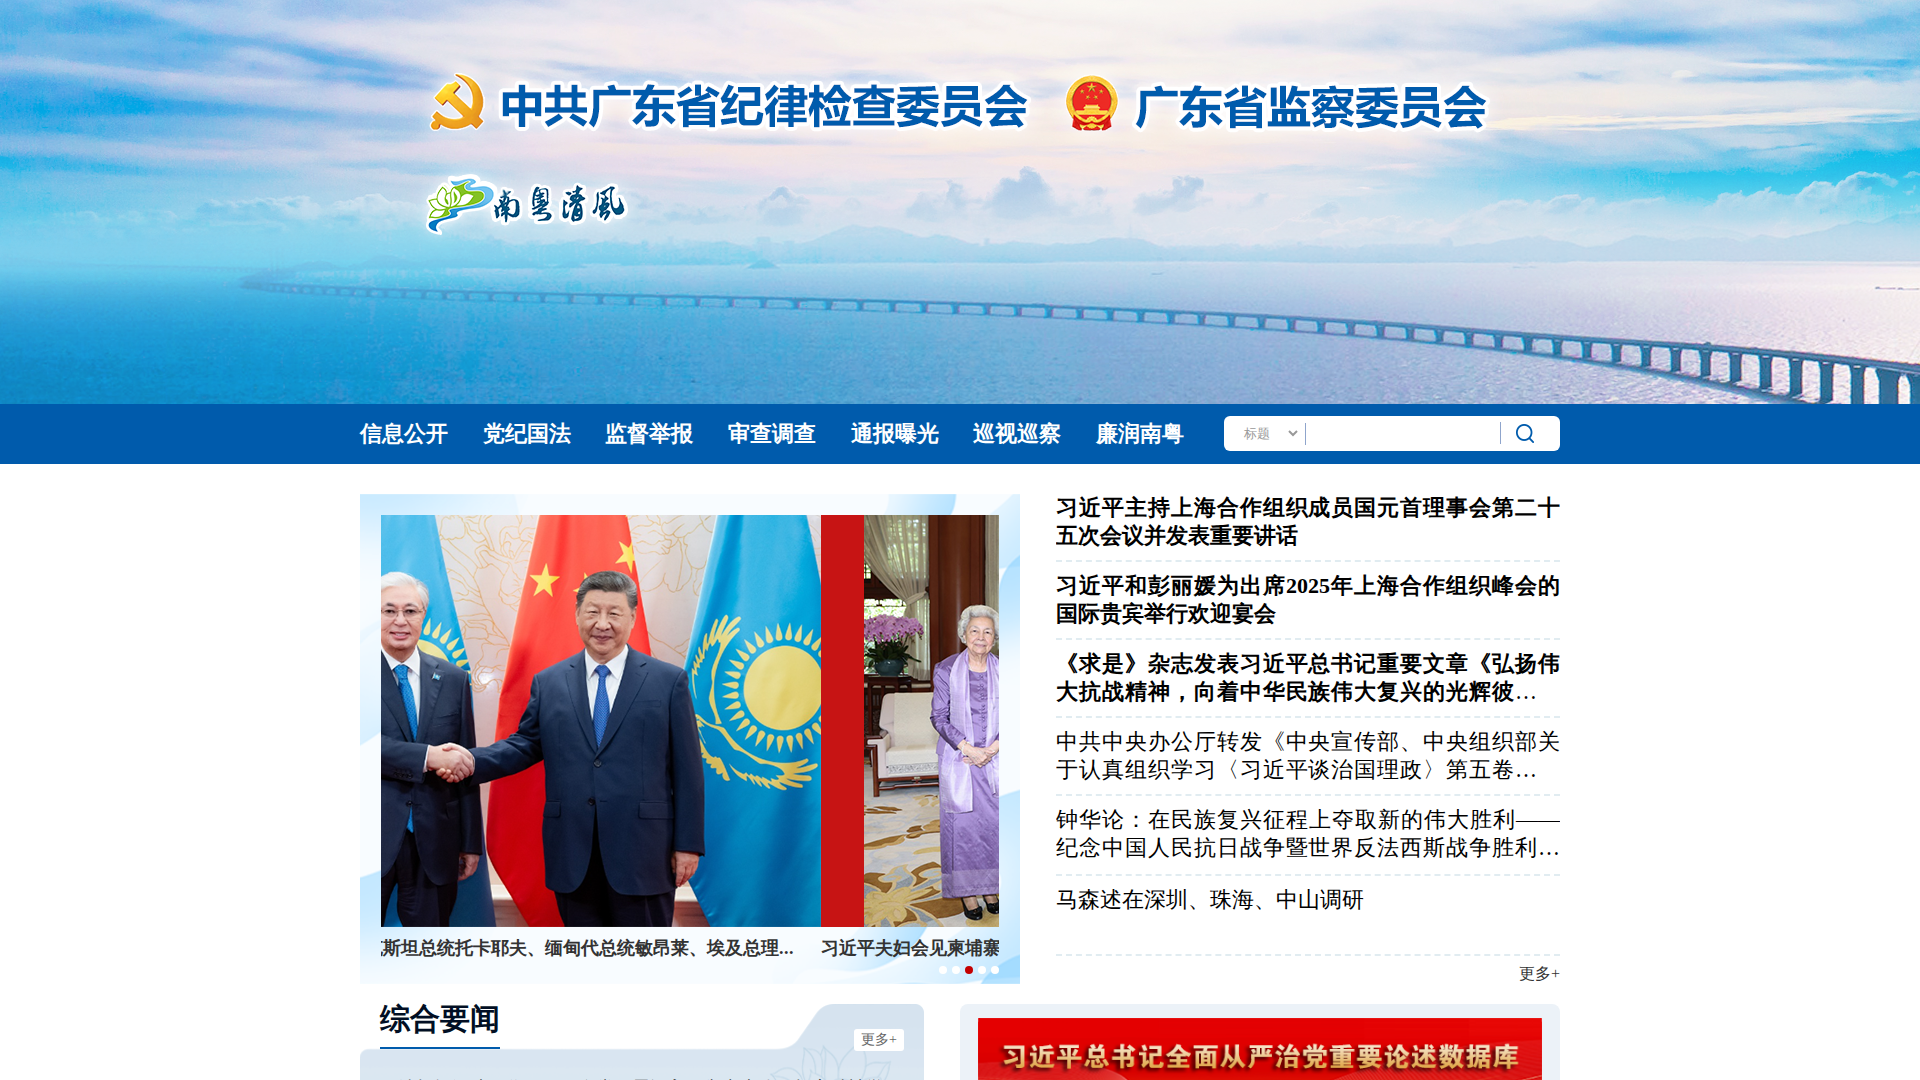 中共广东省纪律检查委员会 广东省监察委员会
南粤清風
信息公开 党纪国法 监督举报 审查调查 通报曝光 巡视巡察 廉润南粤 标题
习近平主持上海合作组织成员国元首理事会第二十
五次会议并发表重要讲话
习近平和彭丽媛为出席2025年上海合作组织峰会的
国际贵宾举行欢迎宴会
《求是》杂志发表习近平总书记重要文章《弘扬伟
大抗战精神，向着中华民族伟大复兴的光辉彼…
中共中央办公厅转发《中央宣传部、中央组织部关
于认真组织学习〈习近平谈治国理政〉第五卷…
钟华论：在民族复兴征程上夺取新的伟大胜利——
纪念中国人民抗日战争暨世界反法西斯战争胜利…
马森述在深圳、珠海、中山调研
斯坦总统托卡耶夫、缅甸代总统敏昂莱、埃及总理... 习近平夫妇会见柬埔寨
更多+
综合要闻
更多+
习近平总书记全面从严治党重要论述数据库